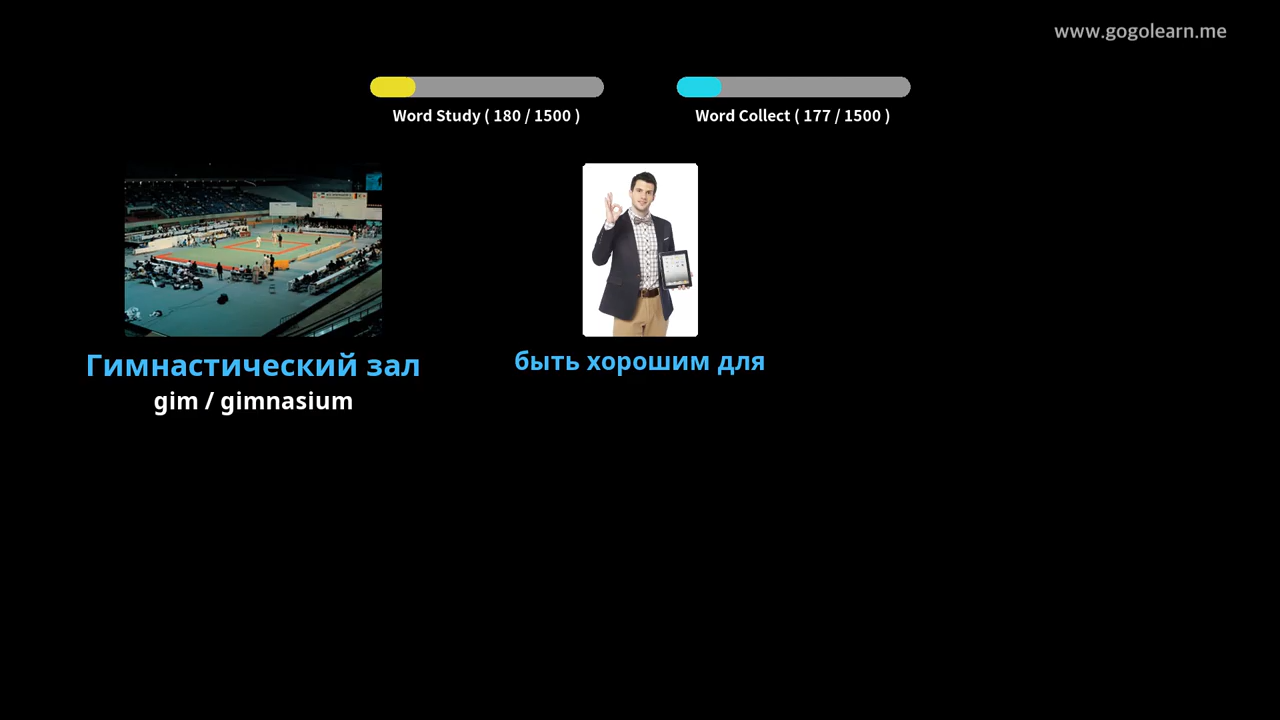 www.gogolearn.me
Word Study ( 180 / 1500 )
Word Collect ( 177 / 1500 )
Гимнастический зал
gim / gimnasium
быть хорошим для